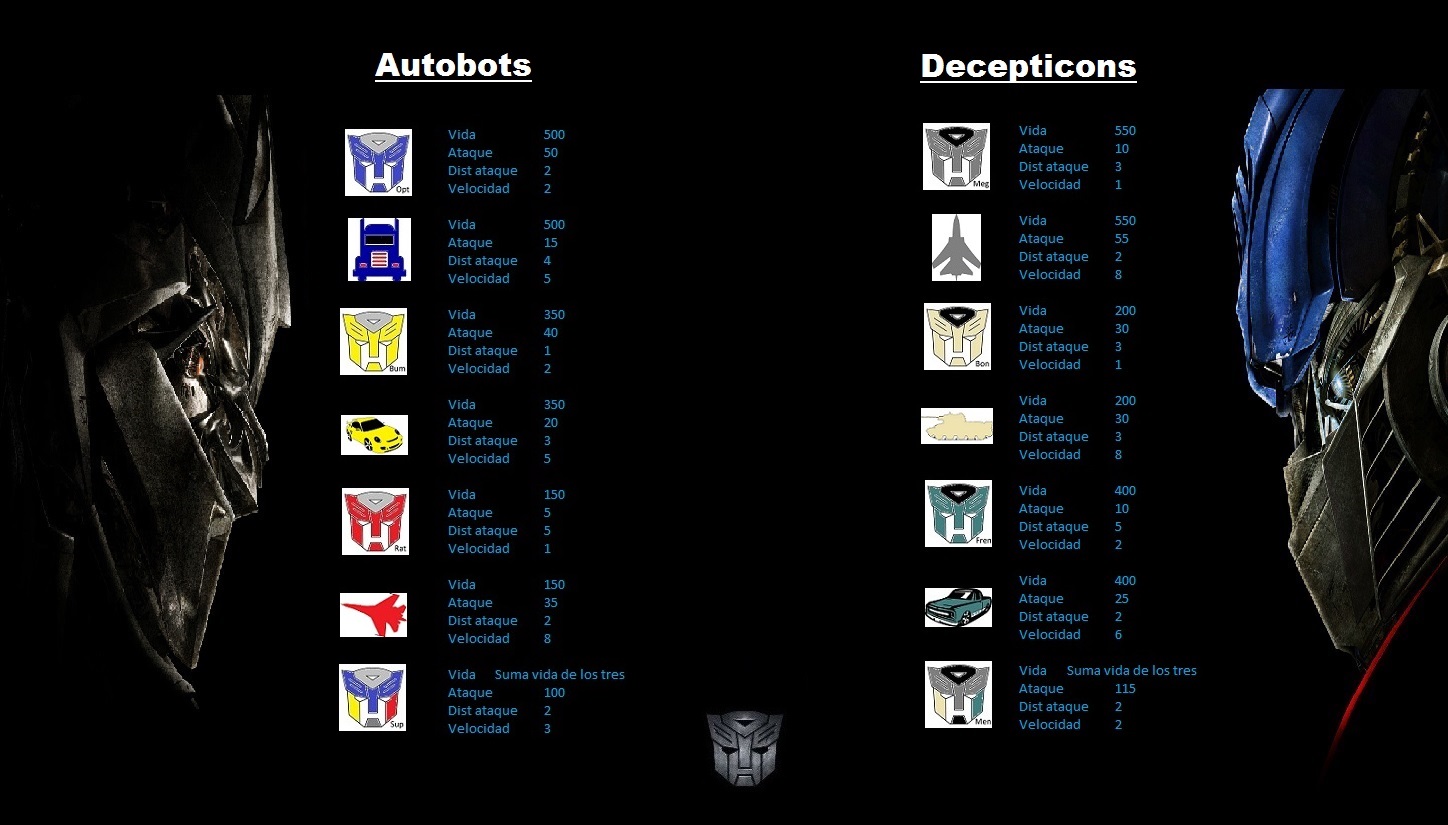 Autobots
Vida 500
Ataque 50
Dist ataque 2
Velocidad 2
Opt
Vida 500
Ataque 15
Dist ataque 4
Velocidad 5
Vida 350
Ataque 40
Dist ataque 1
Velocidad 2
Bum
Vida 350
Ataque 20
Dist ataque 3
Velocidad 5
Vida 150
Ataque 5
Dist ataque 5
Velocidad 1
Rat
Vida 150
Ataque 35
Dist ataque 2
Velocidad 8
Vida Suma vida de los tres
Ataque 100
Dist ataque 2
Velocidad 3
Sup
Decepticons
Vida 550
Ataque 10
Dist ataque 3
Velocidad 1
Meg
Vida 550
Ataque 55
Dist ataque 2
Velocidad 8
Vida 200
Ataque 30
Dist ataque 3
Velocidad 1
Bon
Vida 200
Ataque 30
Dist ataque 3
Velocidad 8
Vida 400
Ataque 10
Dist ataque 5
Velocidad 2
Fren
Vida 400
Ataque 25
Dist ataque 2
Velocidad 6
Vida Suma vida de los tres
Ataque 115
Dist ataque 2
Velocidad 2
Men